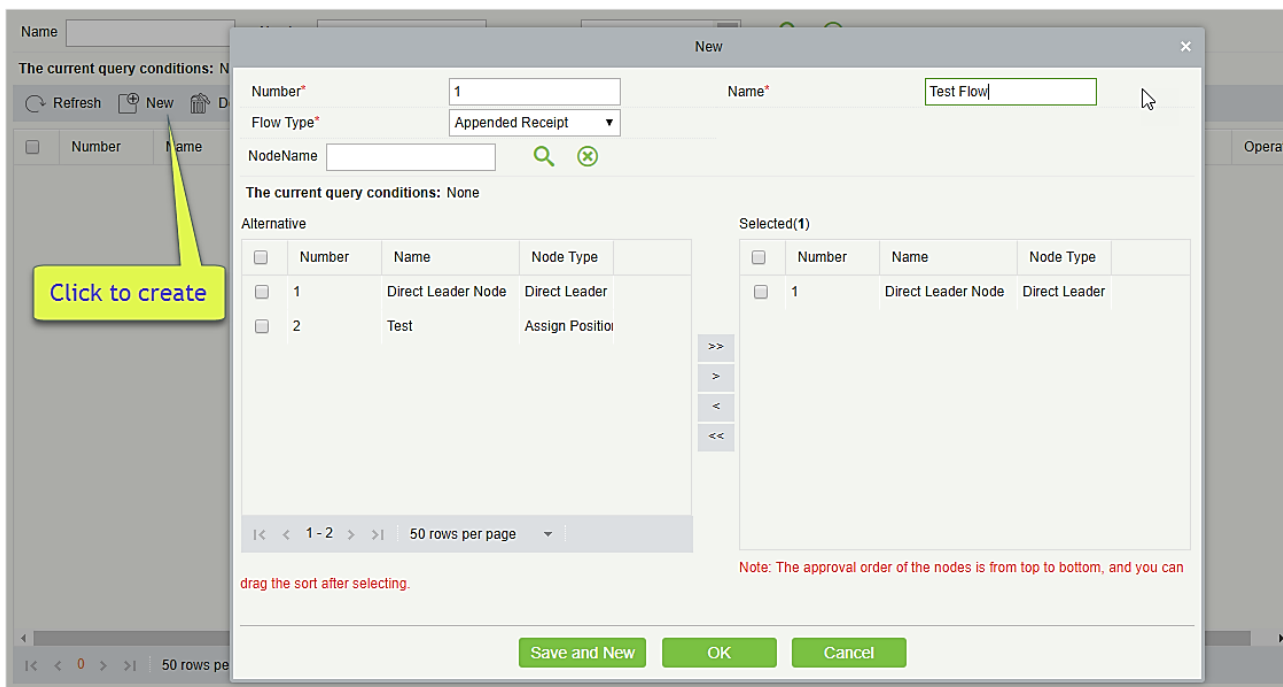 Name
New ×
The current query conditions: N
Number* 1 Name* Test Flow
Refresh New D
Flow Type* Appended Receipt
Number Name Opera
NodeName
The current query conditions: None
Alternative Selected(1)
Number Name Node Type Number Name Node Type
Click to create
1 Direct Leader Node Direct Leader 1 Direct Leader Node Direct Leader
2 Test Assign Position
>>
>
<
<<
|< < 1 - 2 > >| 50 rows per page
Note: The approval order of the nodes is from top to bottom, and you can
drag the sort after selecting.
Save and New OK Cancel
|< < 0 > >| 50 rows pe